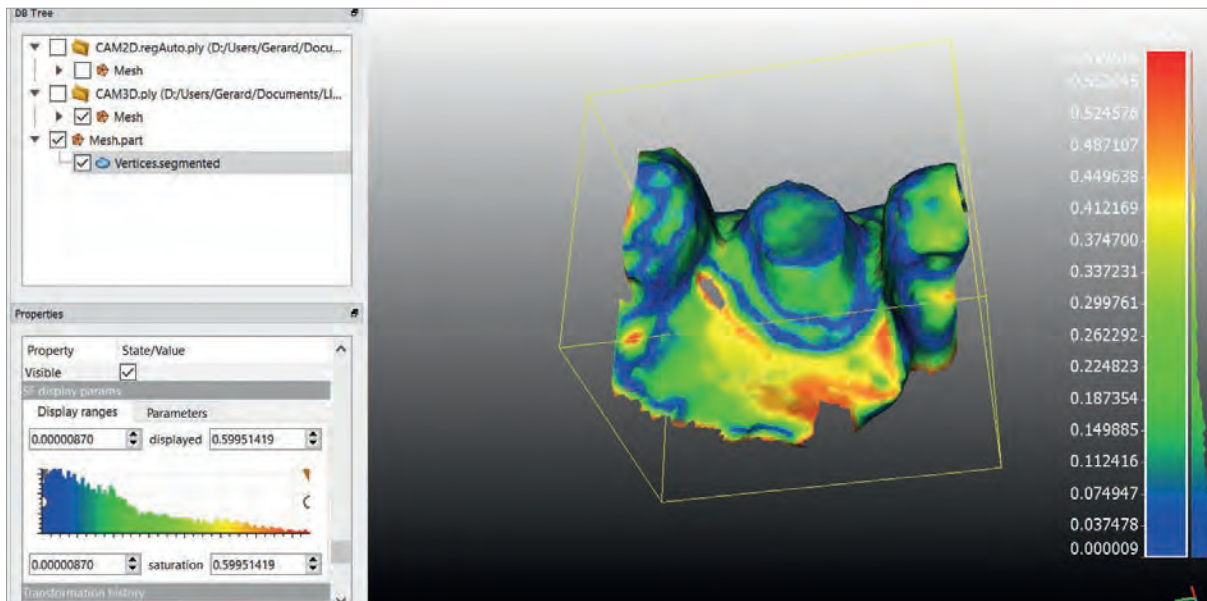 DB Tree
CAM2D.regAuto.ply (D:/Users/Gerard/Docu...
Mesh
CAM3D.ply (D:/Users/Gerard/Documents/LI...
Mesh
Mesh.part
Vertices.segmented
Properties
Property State/Value
Visible
SF display params
Display ranges Parameters
0.00000870 displayed 0.59951419
0.00000870 saturation 0.59951419
Transformation history
0.562045
0.524576
0.487107
0.449638
0.412169
0.374700
0.337231
0.299761
0.262292
0.224823
0.187354
0.149885
0.112416
0.074947
0.037478
0.000009